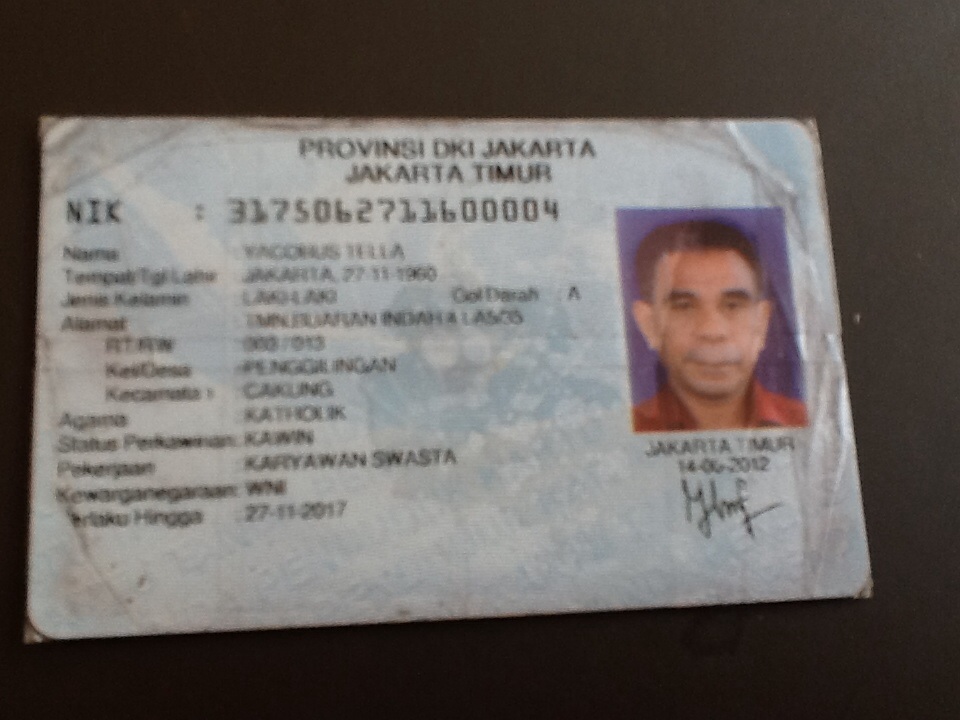 PROVINSI DKI JAKARTA
JAKARTA TIMUR
NIK : 3175062711600004
Nama : YACOBUS TELLA
Tempat/Tgl Lahir : JAKARTA, 27-11-1960
Jenis Kelamin : LAKI-LAKI Gol Darah : A
Alamat : TMN.BUARAN INDAH
RT/RW : 003 / 013
Kel/Desa : PENGGILINGAN
Kecamatan : CAKUNG
Agama : KATHOLIK
Status Perkawinan: KAWIN
Pekerjaan : KARYAWAN SWASTA
Kewarganegaraan: WNI
Berlaku Hingga : 27-11-2017
JAKARTA TIMUR
14-06-2012